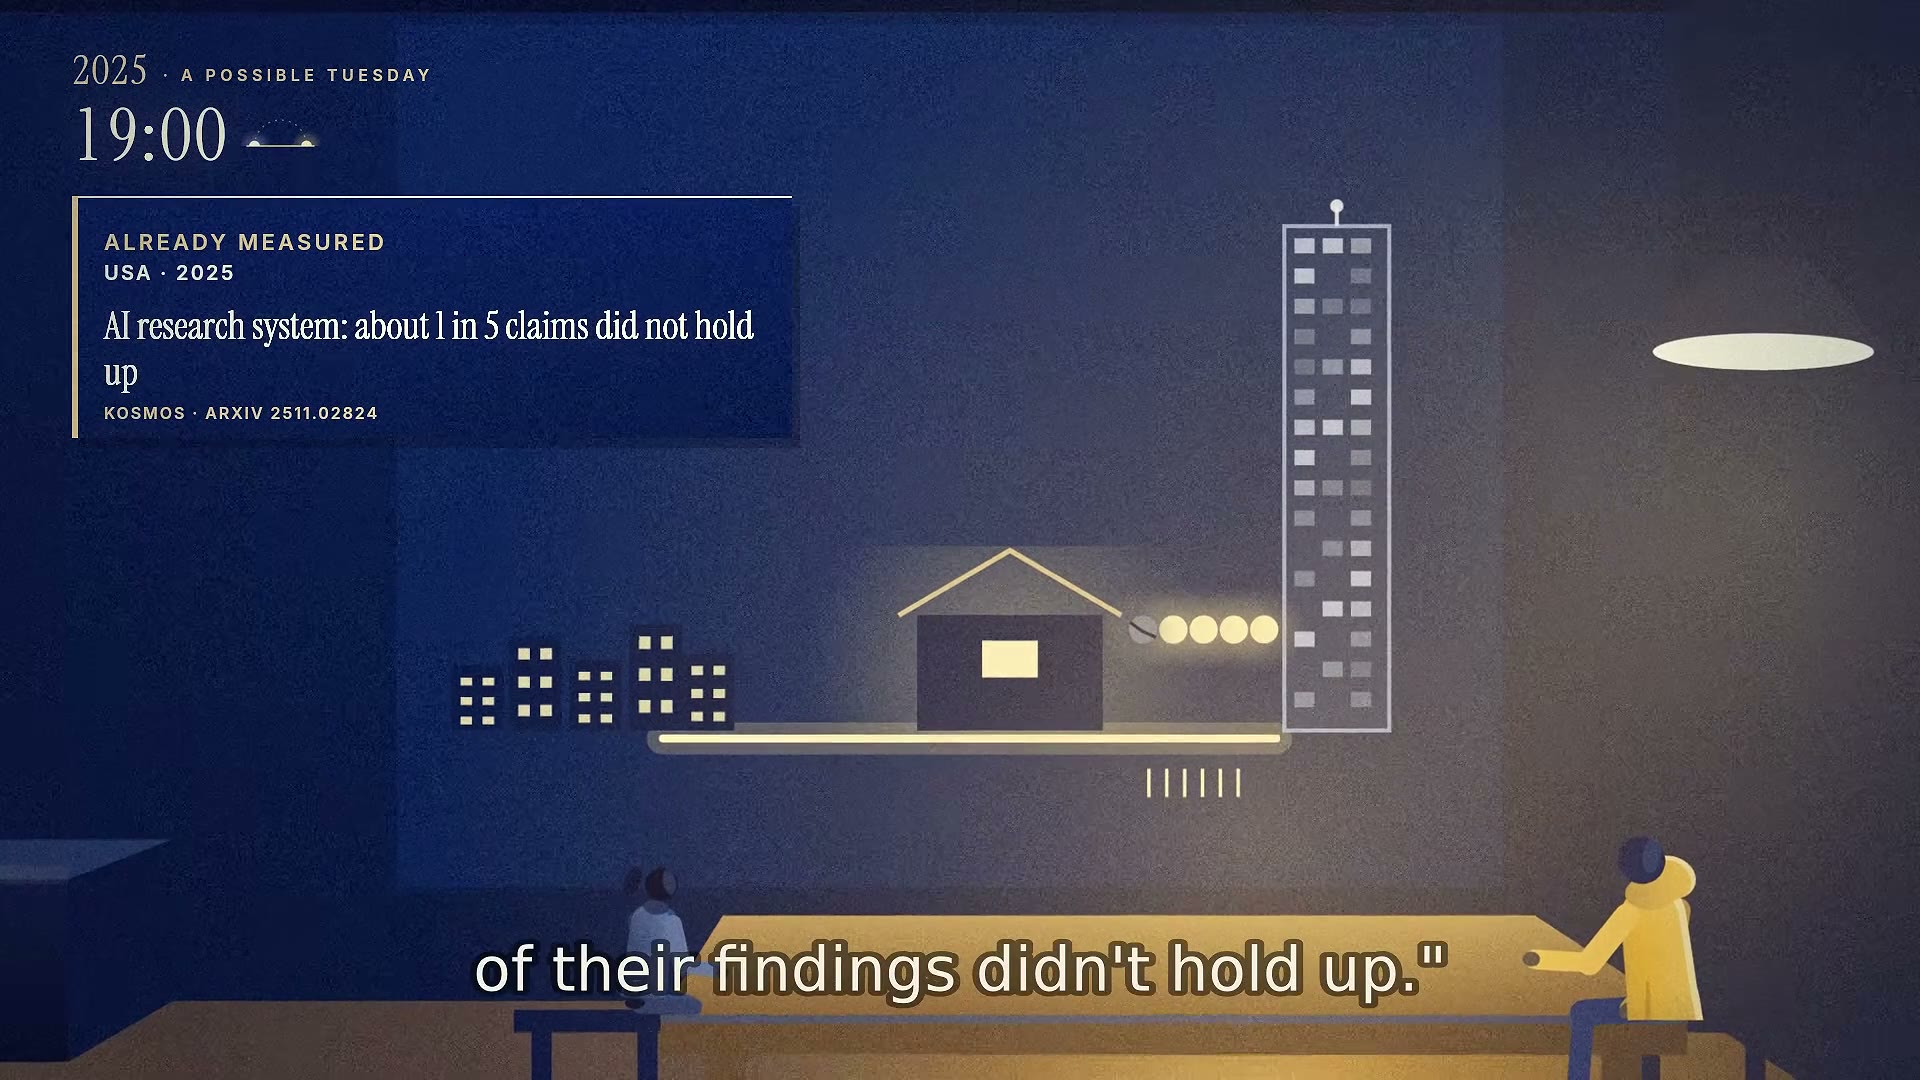 2025 · A POSSIBLE TUESDAY
19:00
ALREADY MEASURED
USA · 2025
AI research system: about 1 in 5 claims did not hold
up
KOSMOS · ARXIV 2511.02824
of their findings didn't hold up."